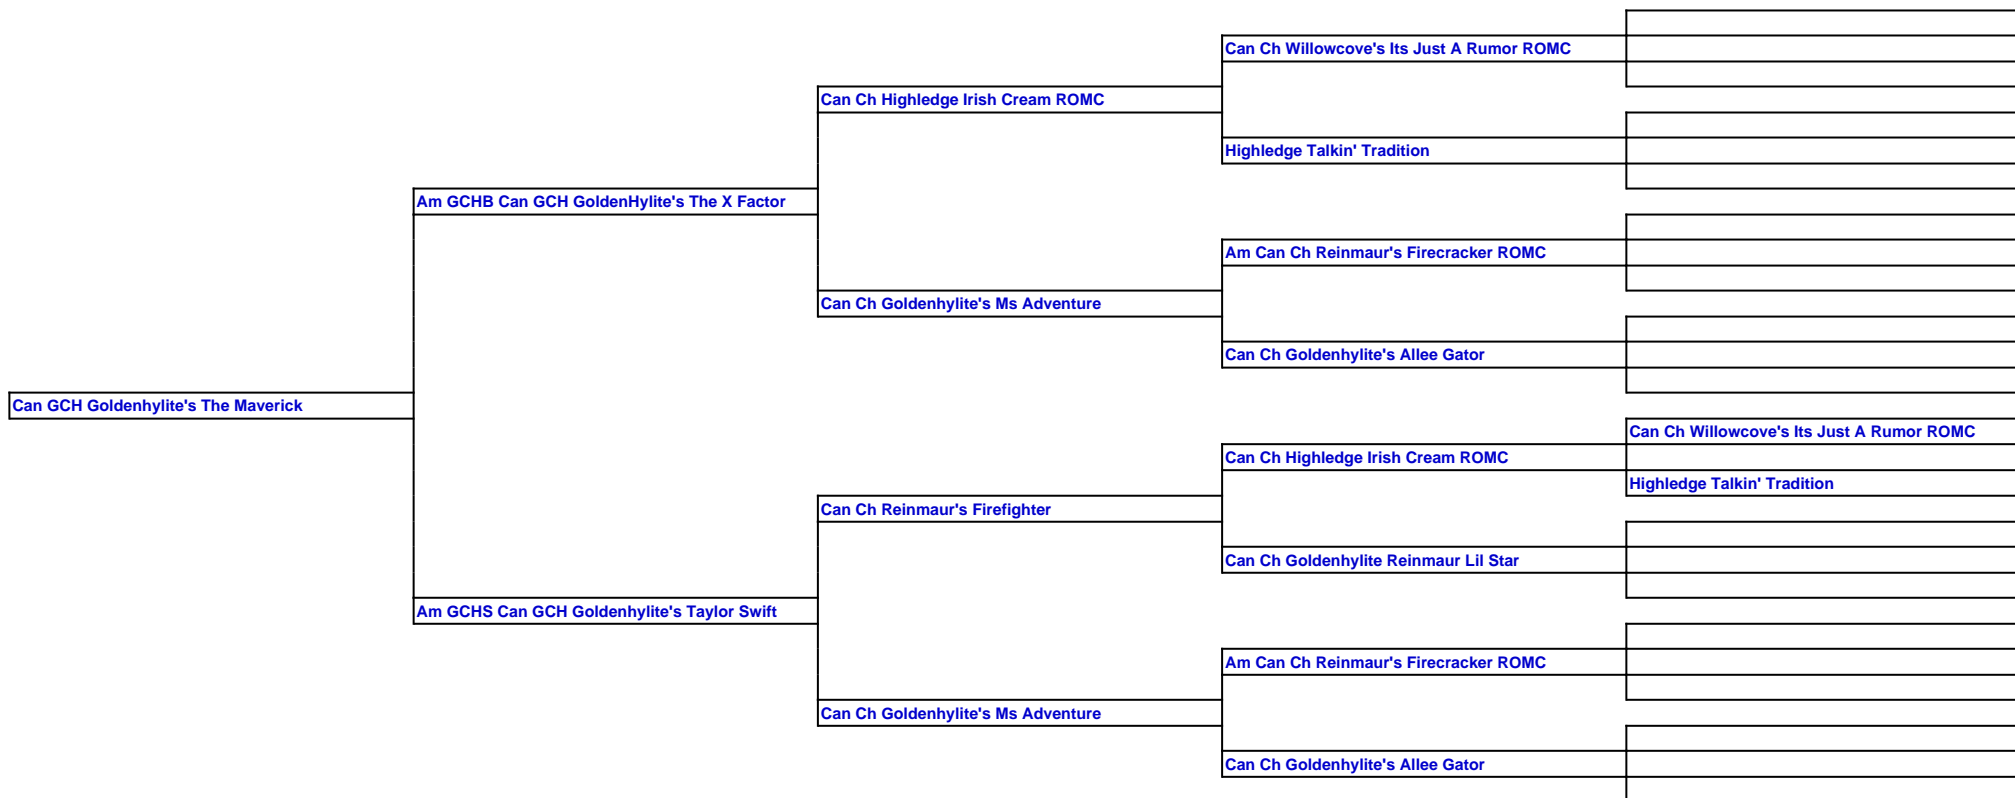 Can Ch Willowcove's Its Just A Rumor ROMC
Can Ch Highledge Irish Cream ROMC
Highledge Talkin' Tradition
Am GCHB Can GCH GoldenHylite's The X Factor
Am Can Ch Reinmaur's Firecracker ROMC
Can Ch Goldenhylite's Ms Adventure
Can Ch Goldenhylite's Allee Gator
Can GCH Goldenhylite's The Maverick
Can Ch Willowcove's Its Just A Rumor ROMC
Can Ch Highledge Irish Cream ROMC
Highledge Talkin' Tradition
Can Ch Reinmaur's Firefighter
Can Ch Goldenhylite Reinmaur Lil Star
Am GCHS Can GCH Goldenhylite's Taylor Swift
Am Can Ch Reinmaur's Firecracker ROMC
Can Ch Goldenhylite's Ms Adventure
Can Ch Goldenhylite's Allee Gator